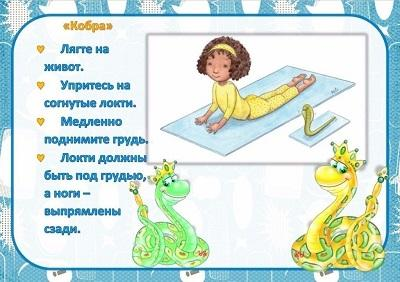 «Кобра»
Лягте на
живот.
Упритесь на
согнутые локти.
Медленно
поднимите грудь.
Локти должны
быть под грудью,
а ноги –
выпрямлены
сзади.